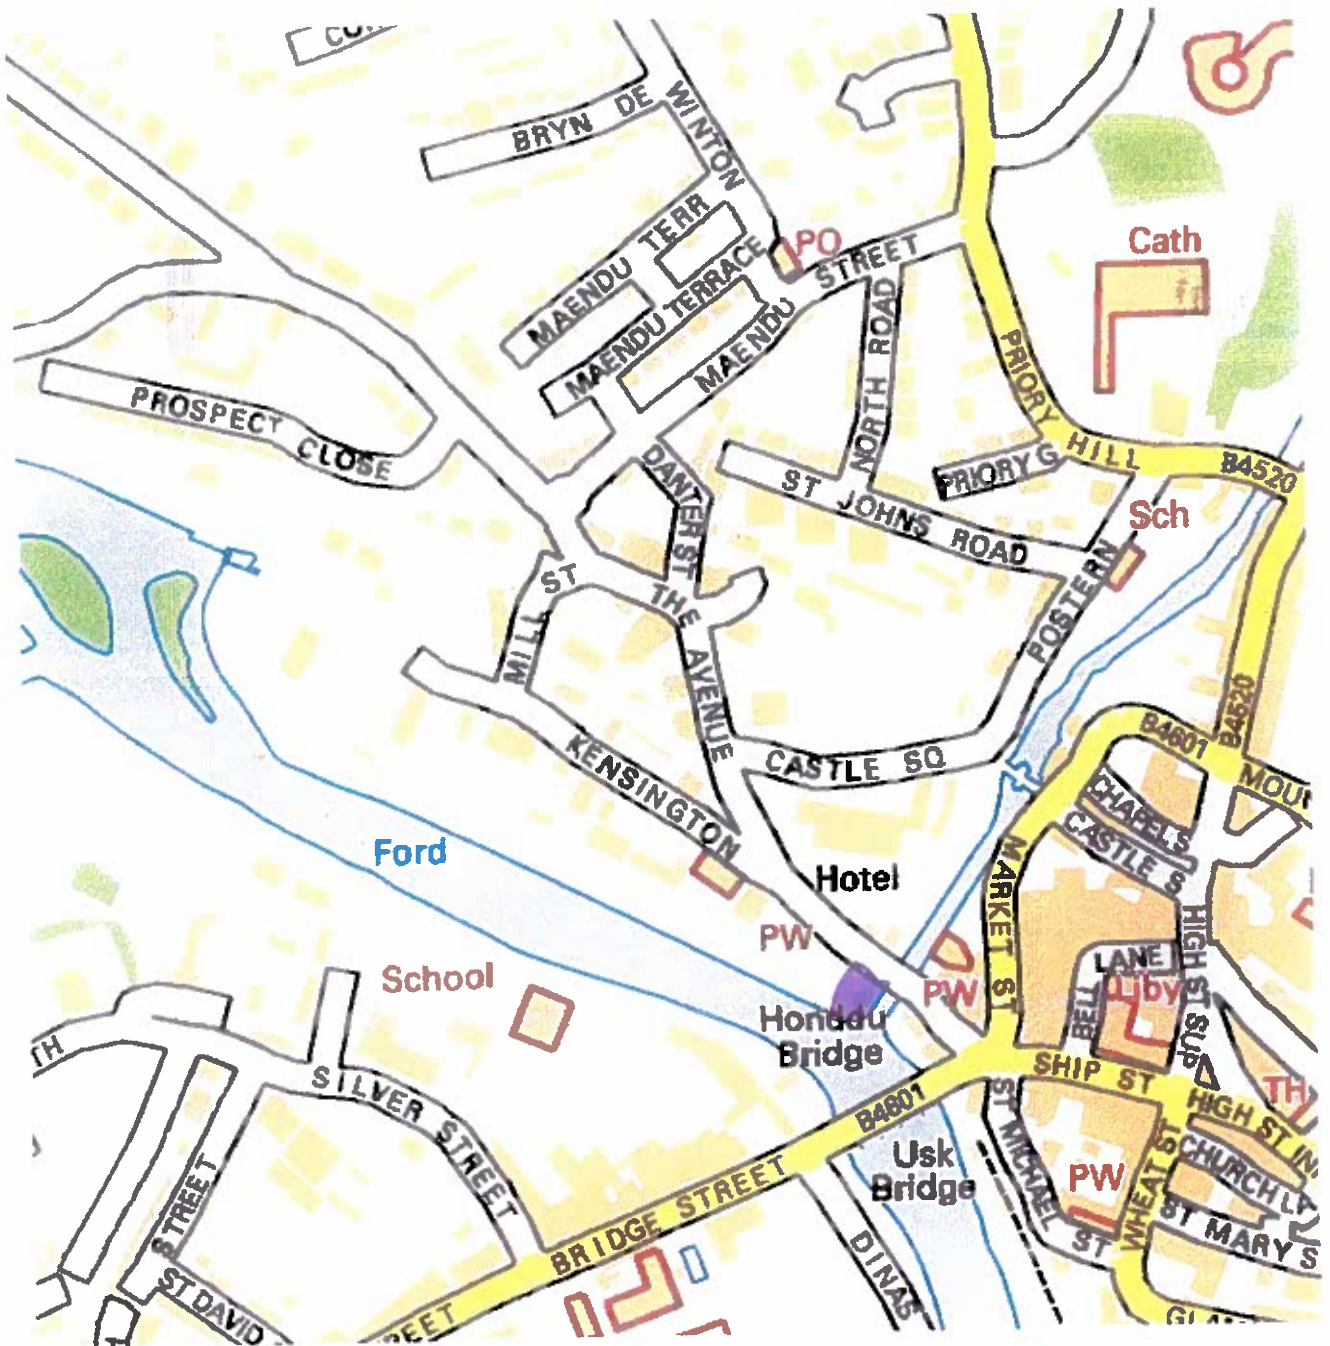 BRYN DE
WINTON
MAENDU TERR
MAENDU TERRACE
PO
MAENDU STREET
NORTH ROAD
Cath
PRIORY HILL
B4520
PROSPECT CLOSE
DANTER ST
ST JOHNS ROAD
PRIORY G
Sch
POSTERN
MILL ST
THE AVENUE
KENSINGTON
CASTLE SQ
B4601
B4520
MOU
CHAPEL S
CASTLE S
MARKET ST
HIGH ST SUP
Ford
Hotel
PW
PW
School
LANE
BELL
Liby
Honddu
Bridge
TH
SILVER STREET
STREET
ST DAVID
BRIDGE STREET
B4601
SHIP ST
TH
HIGH ST IN
Usk
Bridge
ST MICHAEL ST
PW
WHEAT ST
CHURCH L
ST MARY S
DINAS
REET